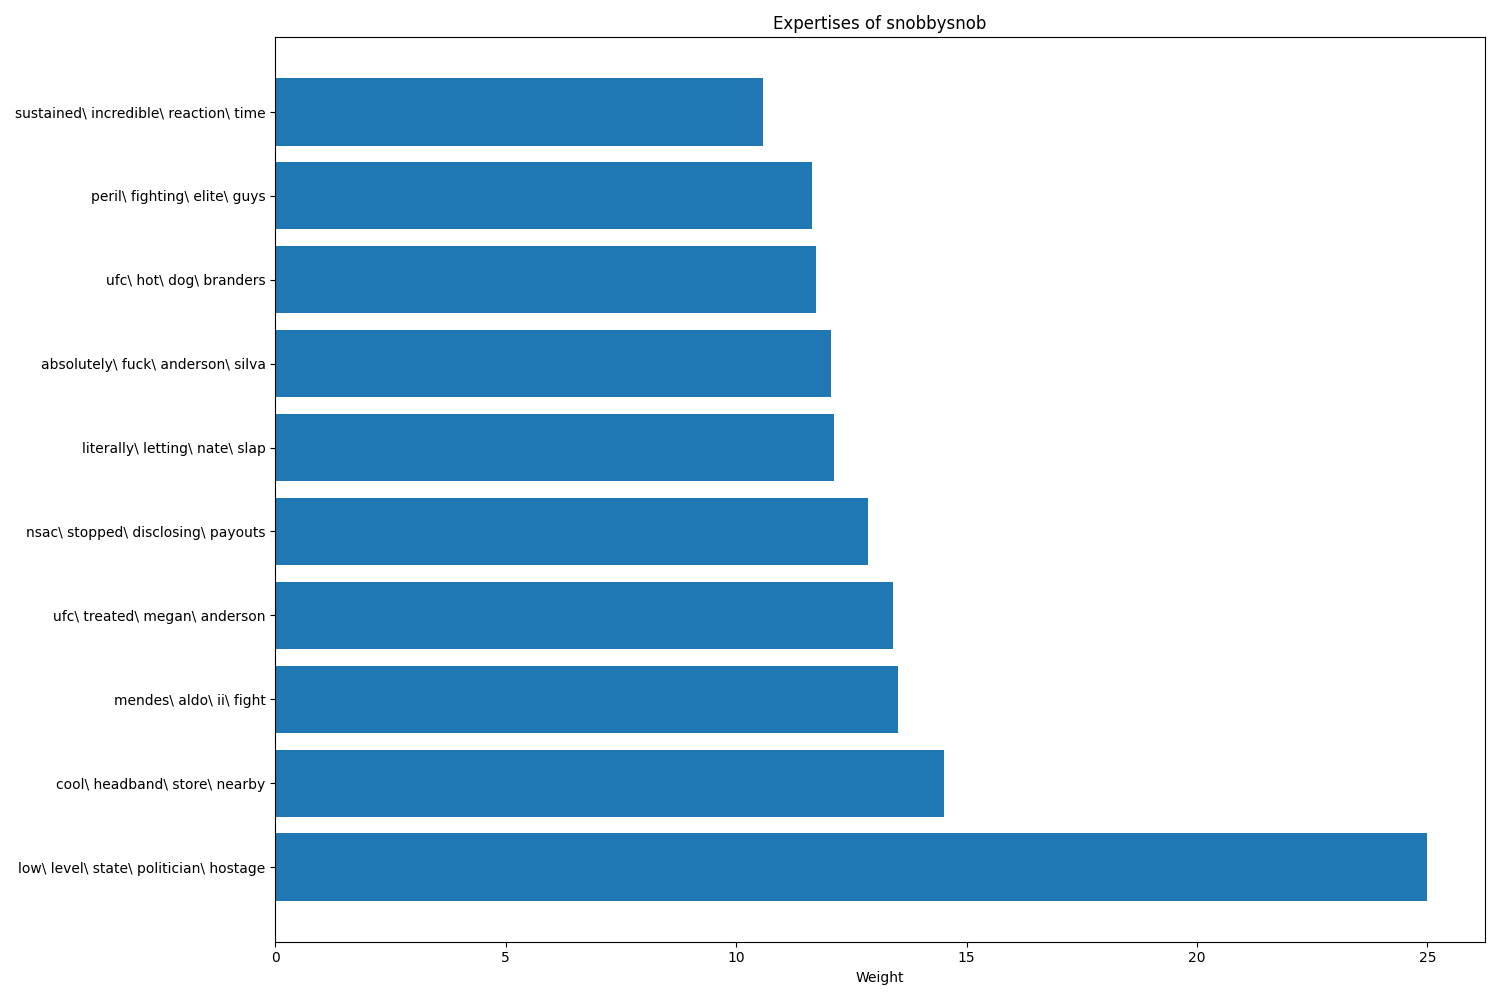 Expertises of snobbysnob
sustained\ incredible\ reaction\ time
peril\ fighting\ elite\ guys
ufc\ hot\ dog\ branders
absolutely\ fuck\ anderson\ silva
literally\ letting\ nate\ slap
nsac\ stopped\ disclosing\ payouts
ufc\ treated\ megan\ anderson
mendes\ aldo\ ii\ fight
cool\ headband\ store\ nearby
low\ level\ state\ politician\ hostage
0 5 10 15 20 25
Weight